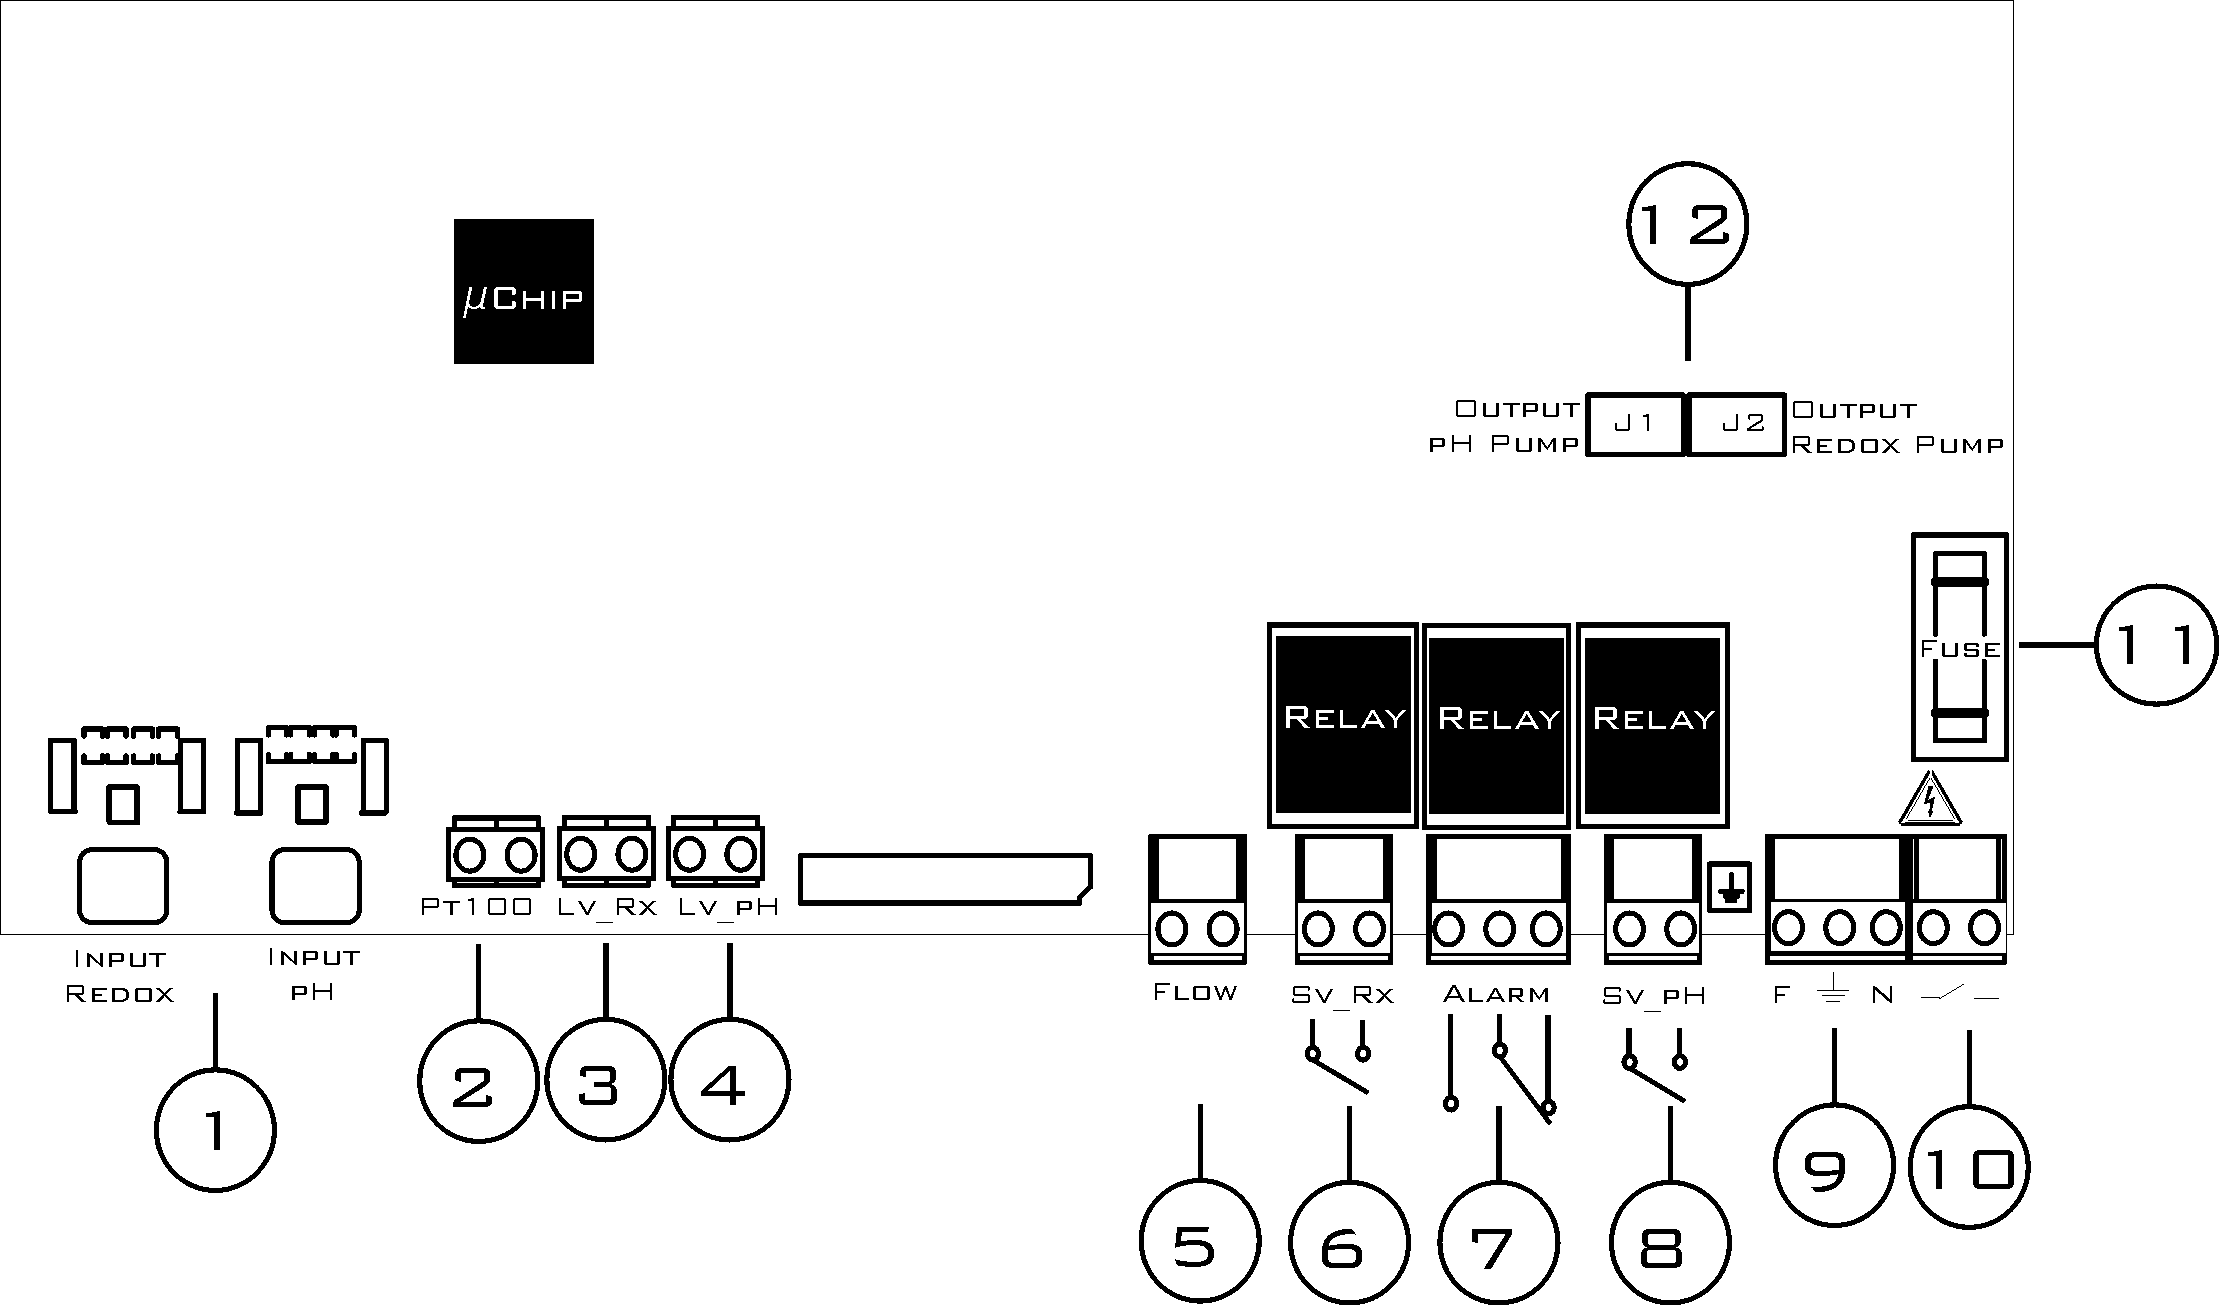 12
µChip
Output
pH Pump
J1
J2
Output
Redox Pump
Fuse
11
Relay
Relay
Relay
Pt100
Lv_Rx
Lv_pH
Input
Redox
Input
pH
Flow
Sv_Rx
Alarm
Sv_pH
F
N
1
2
3
4
5
6
7
8
9
10